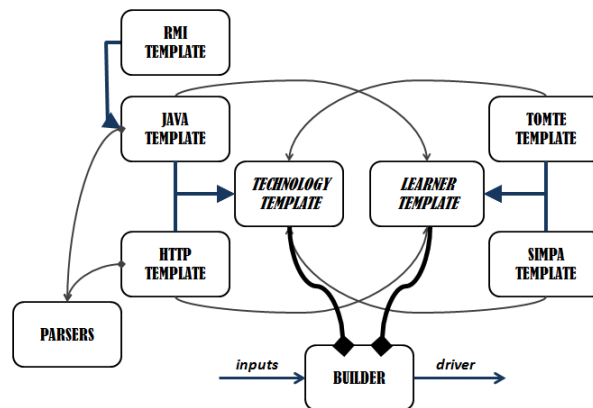 RMI
TEMPLATE
JAVA
TEMPLATE
TOMTE
TEMPLATE
TECHNOLOGY
TEMPLATE
LEARNER
TEMPLATE
HTTP
TEMPLATE
SIMPA
TEMPLATE
PARSERS
inputs
BUILDER
driver